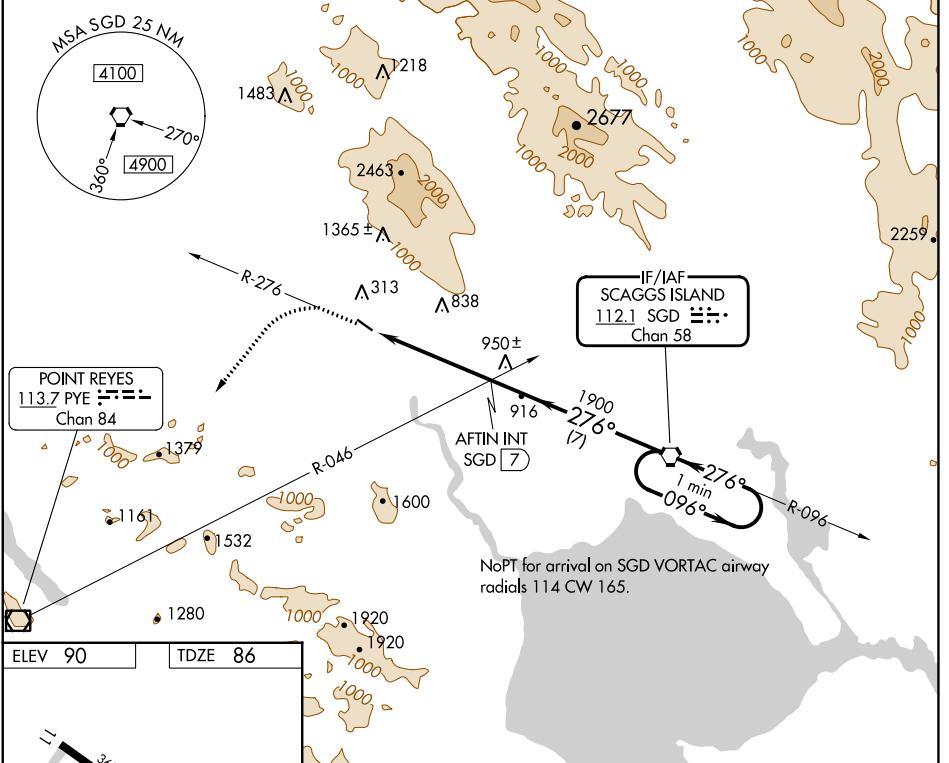 MSA SGD 25 NM
4100
270°
360°
4900
1000
1218
1483
1000
1000
1000
2677
1000
2000
1000
2000
2463
2000
1365 ±
1000
2259
1000
R-276
313
838
IF/IAF
SCAGGS ISLAND
112.1 SGD
Chan 58
950 ±
POINT REYES
113.7 PYE
Chan 84
916
1900
276°
(7)
AFTIN INT
SGD 7
R-046
276°
1 min
096°
R-096
1000
1379
1161
1532
1000
1600
NoPT for arrival on SGD VORTAC airway
radials 114 CW 165.
1280
1000
1920
1920
1000
1000
ELEV 90
TDZE 86
11